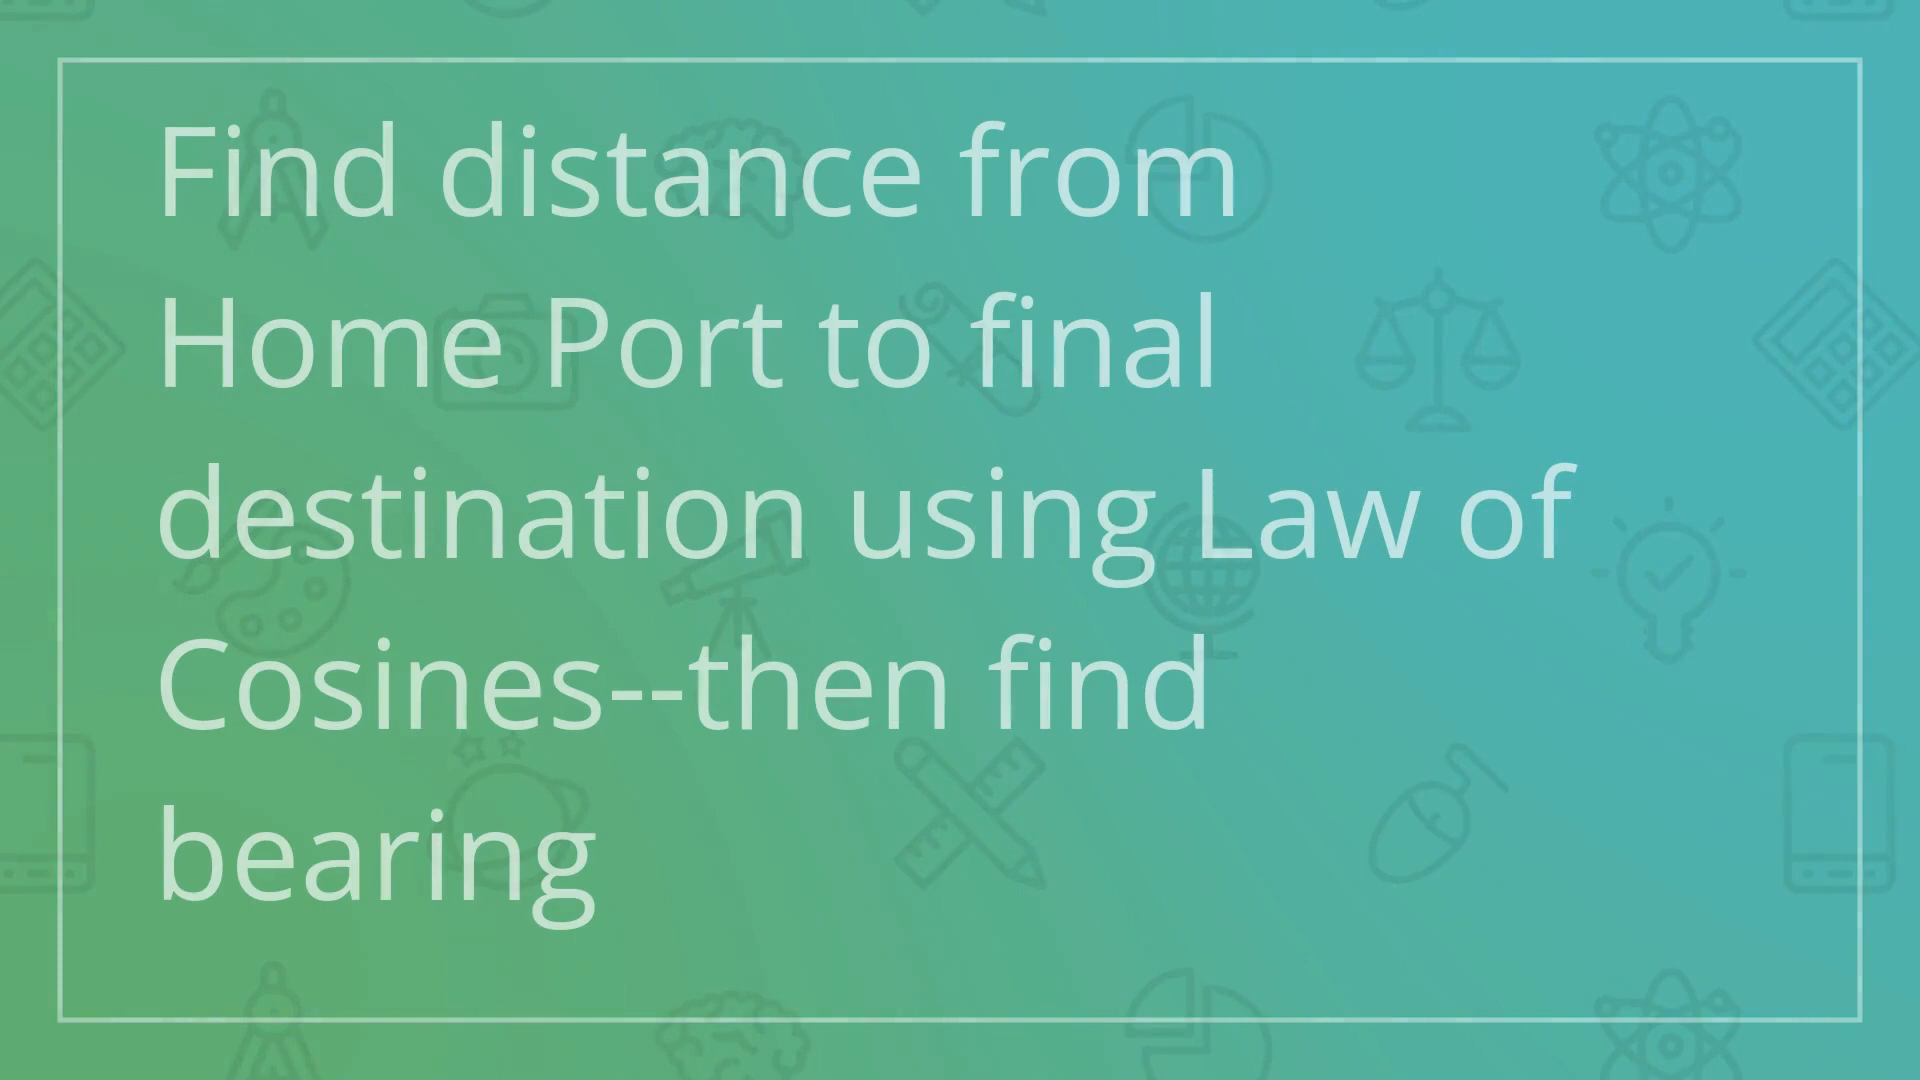 Find distance from
Home Port to final
destination using Law of
Cosines--then find
bearing